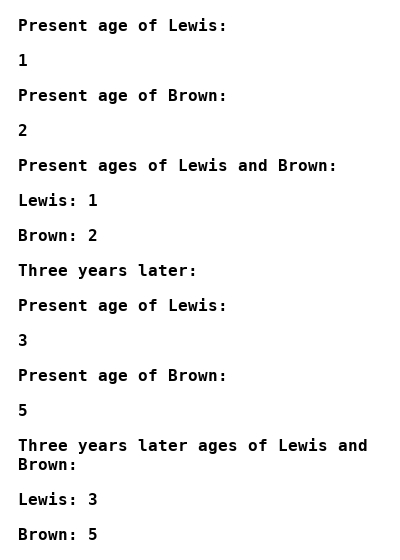 Present age of Lewis:
1
Present age of Brown:
2
Present ages of Lewis and Brown:
Lewis: 1
Brown: 2
Three years later:
Present age of Lewis:
3
Present age of Brown:
5
Three years later ages of Lewis and
Brown:
Lewis: 3
Brown: 5